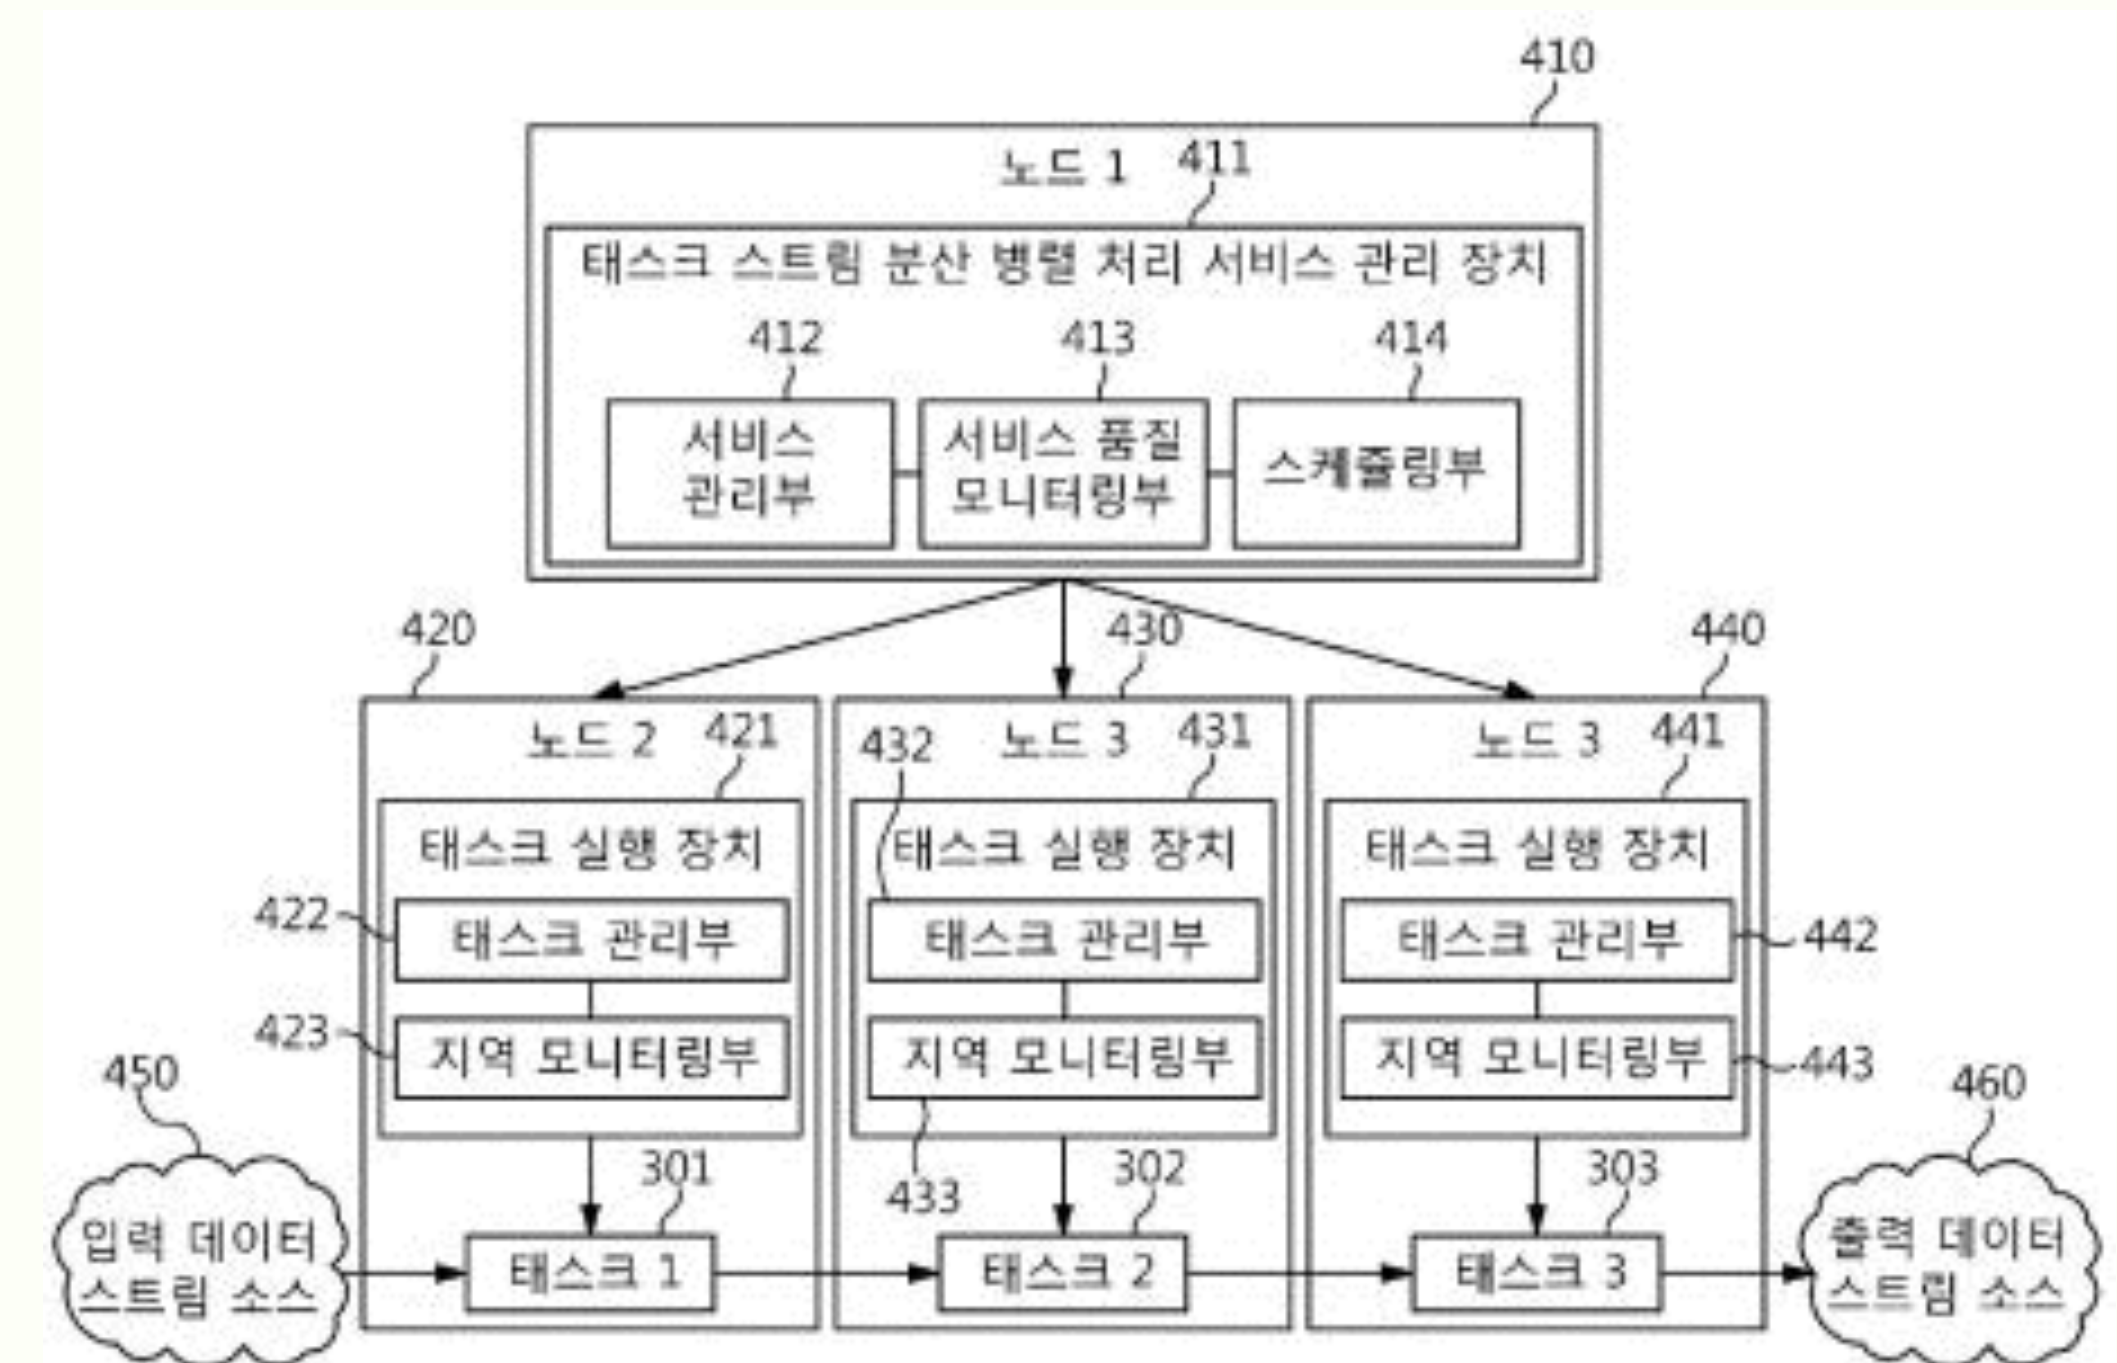 410
노드 1
411
태스크 스트림 분산 병렬 처리 서비스 관리 장치
412
413
414
서비스
관리부
서비스 품질
모니터링부
스케쥴링부
420
430
440
노드 2
421
432
노드 3
431
노드 3
441
태스크 실행 장치
태스크 실행 장치
태스크 실행 장치
422
태스크 관리부
태스크 관리부
태스크 관리부
442
423
지역 모니터링부
지역 모니터링부
지역 모니터링부
443
450
460
301
433
302
303
입력 데이터
스트림 소스
태스크 1
태스크 2
태스크 3
출력 데이터
스트림 소스